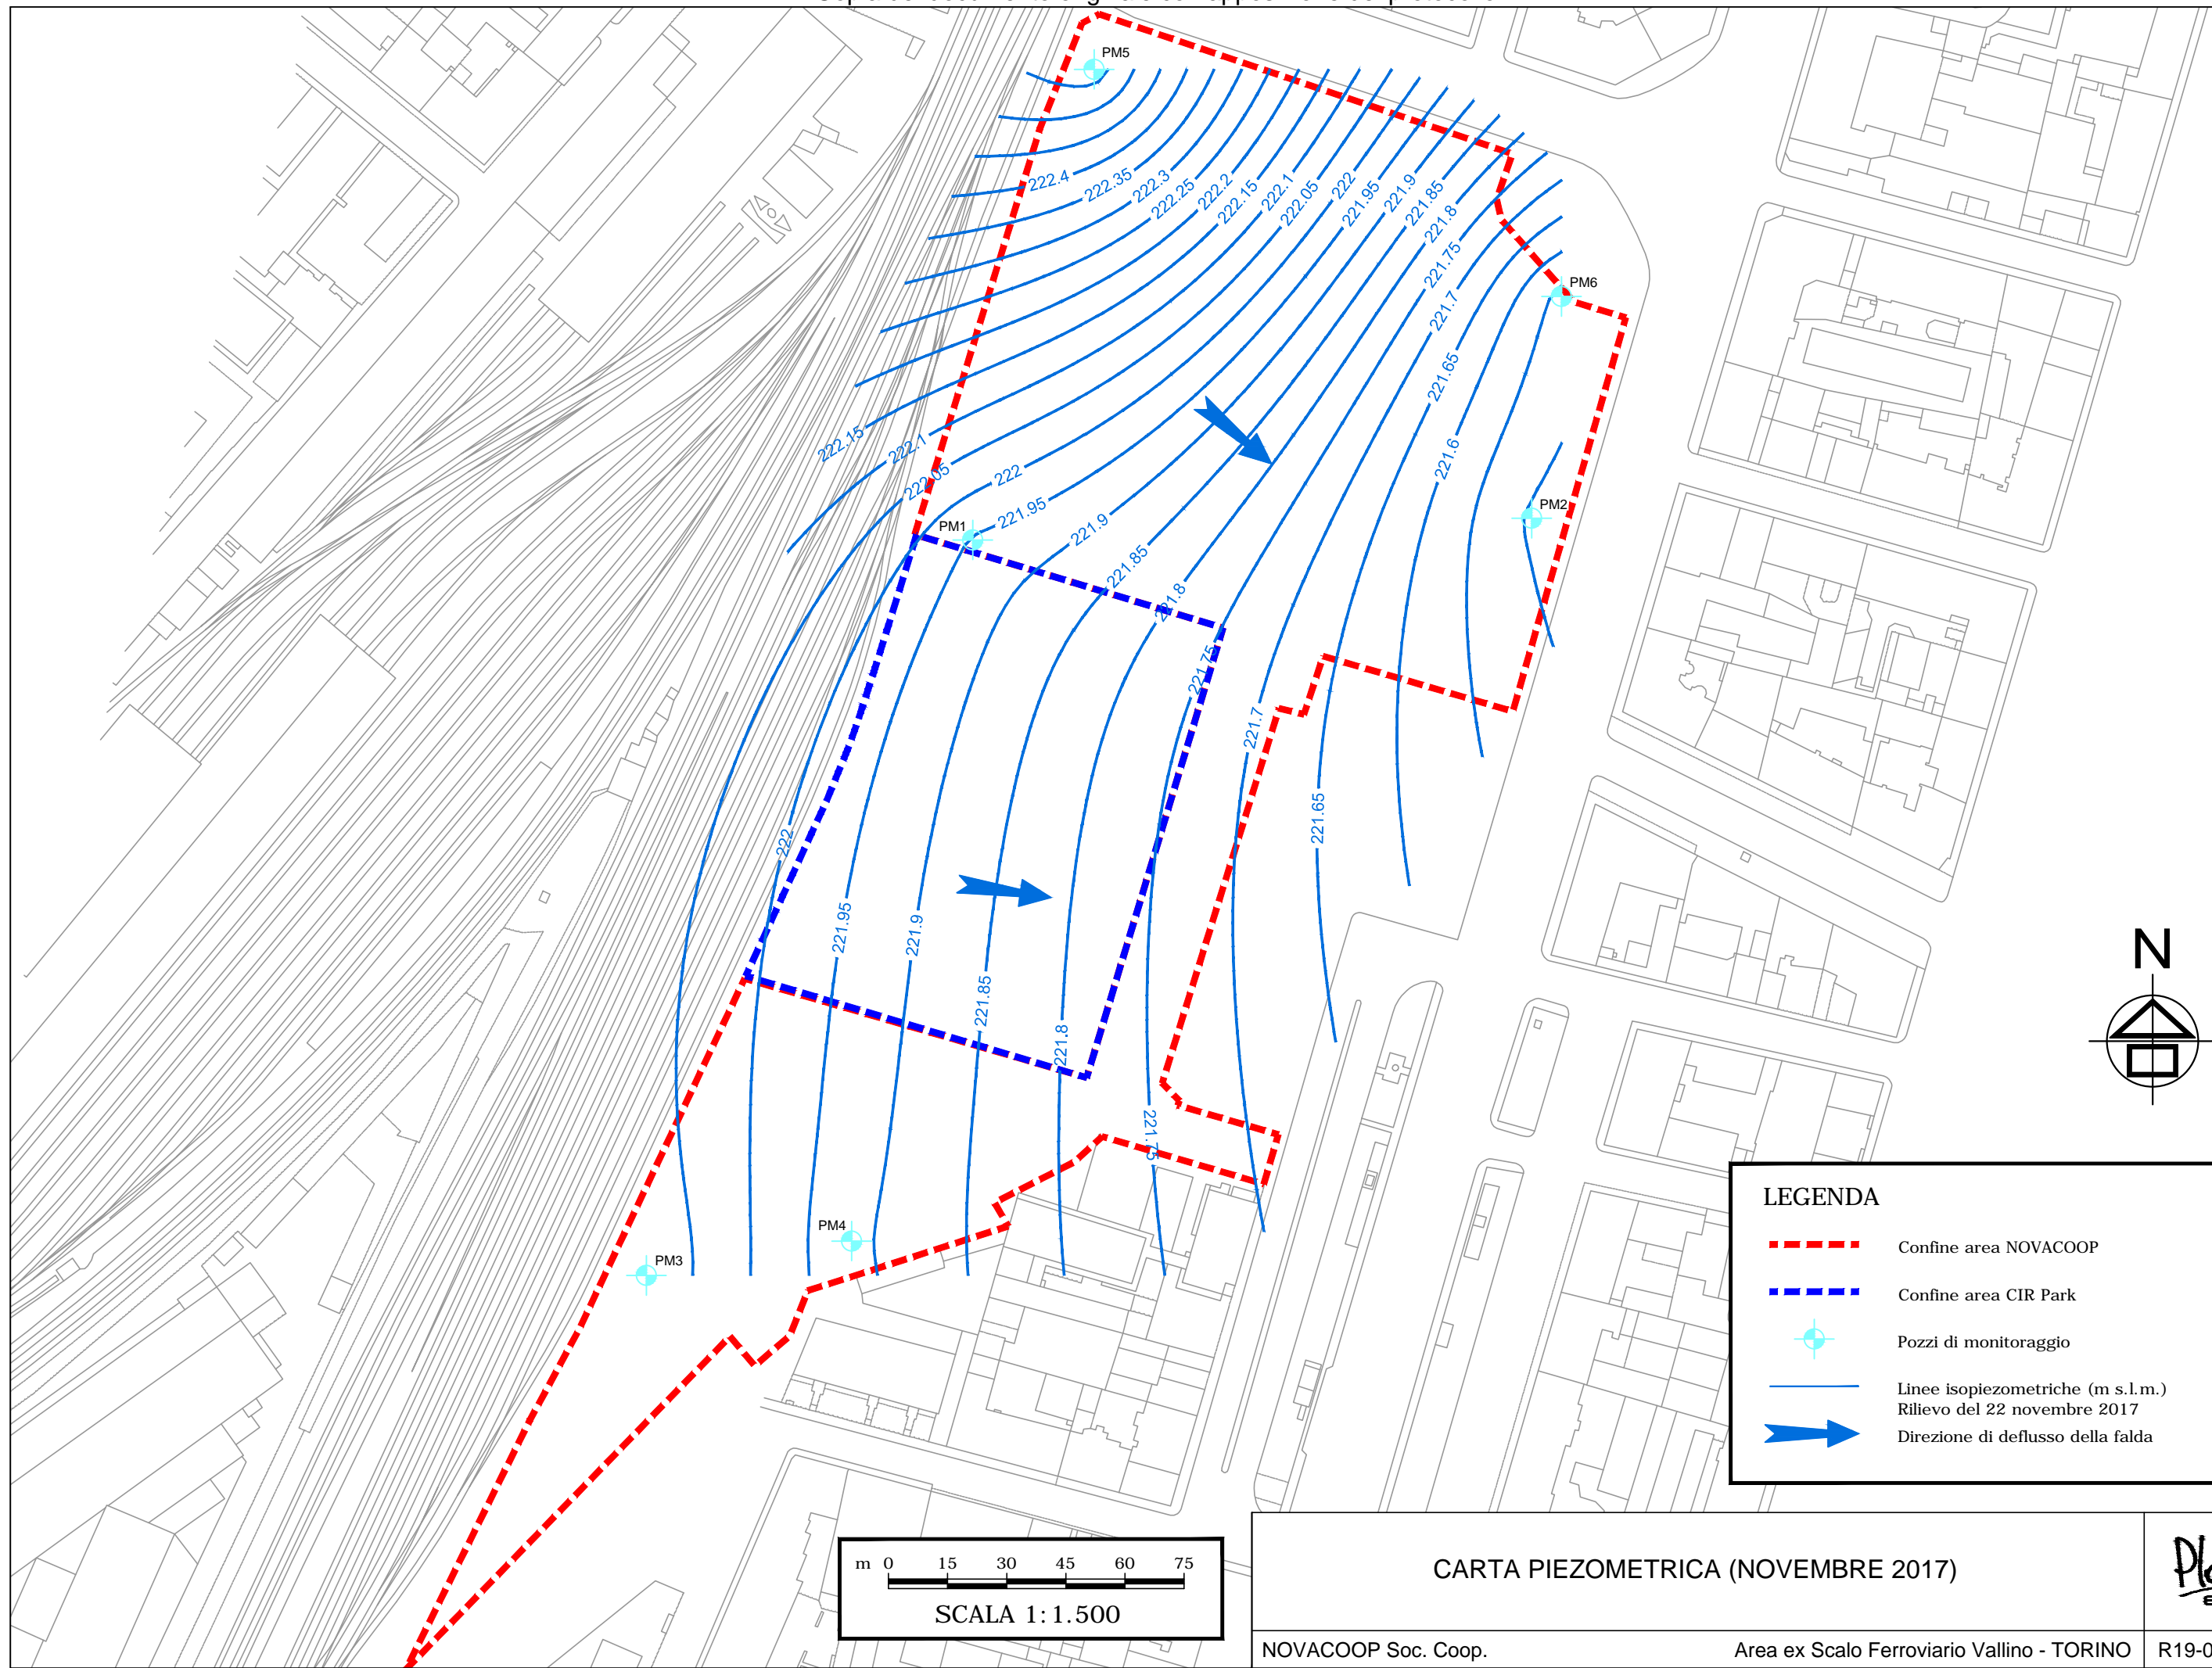 PM5
222.4
222.35
222.3
222.25
222.2
222.15
222.1
222.05
222
221.95
221.9
221.85
221.8
221.75
221.7
221.65
221.6
PM6
222.15
222.1
222.05
222
221.95
221.9
221.85
221.8
221.75
221.7
221.65
PM1
PM2
222
221.95
221.9
221.85
221.8
221.75
PM4
PM3
N
LEGENDA
Confine area NOVACOOP
Confine area CIR Park
Pozzi di monitoraggio
Linee isopiezometriche (m s.l.m.)
Rilievo del 22 novembre 2017
Direzione di deflusso della falda
m 0 15 30 45 60 75
SCALA 1:1.500
CARTA PIEZOMETRICA (NOVEMBRE 2017)
NOVACOOP Soc. Coop.
Area ex Scalo Ferroviario Vallino - TORINO